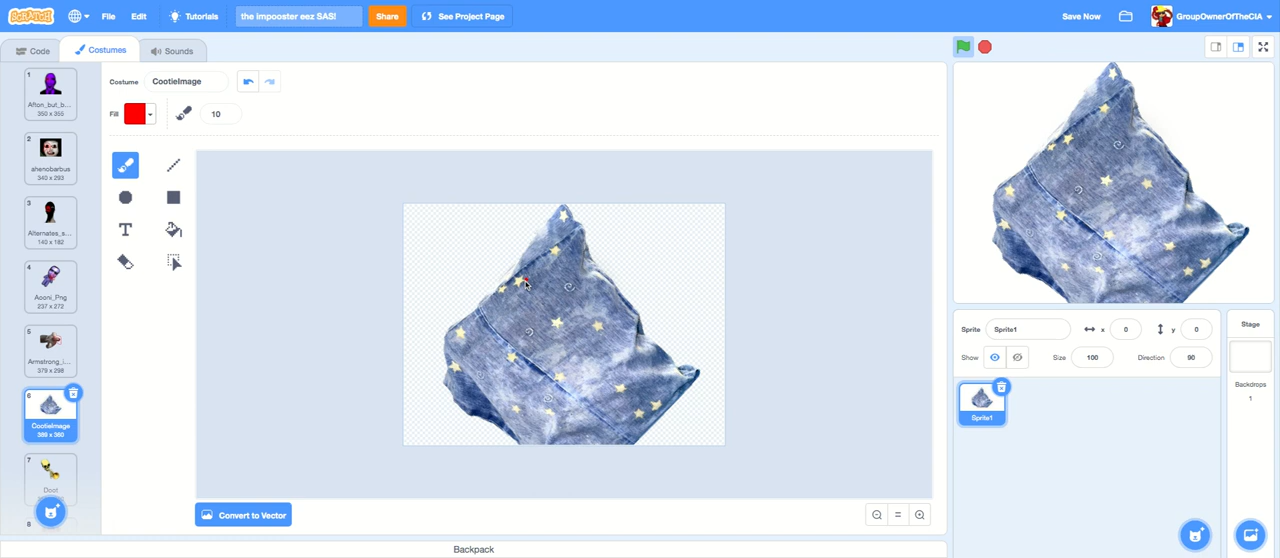 SCRATCH
File
Edit
Tutorials
the impooster eez SAS!
Share
See Project Page
Save Now
GroupOwnerOfTheCIA
Code
Costumes
Sounds
1
Afton_but_b...
350 x 355
2
ahenobarbus
340 x 293
3
Alternates_s...
140 x 182
4
Aooni_Png
237 x 272
5
Armstrong_i...
379 x 298
6
CootieImage
389 x 360
7
Doot
8
Costume
CootieImage
Fill
10
T
Convert to Vector
Backpack
Sprite
Sprite1
x
0
y
0
Show
Size
100
Direction
90
Sprite1
Stage
Backdrops
1